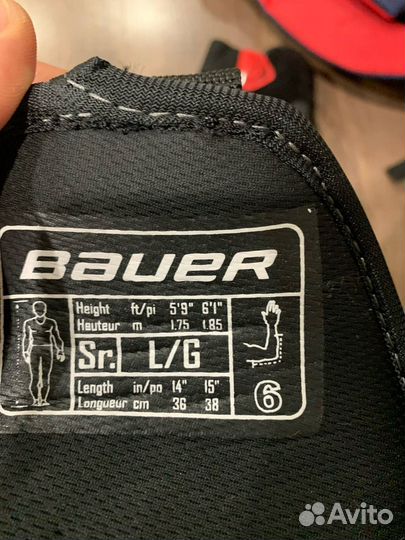 BAUER
Height ft/pi 5'9" 6'1"
Hauteur m 1.75 1.85
Sr. L/G
Length in/po 14" 15"
Longueur cm 36 38
6
Avito